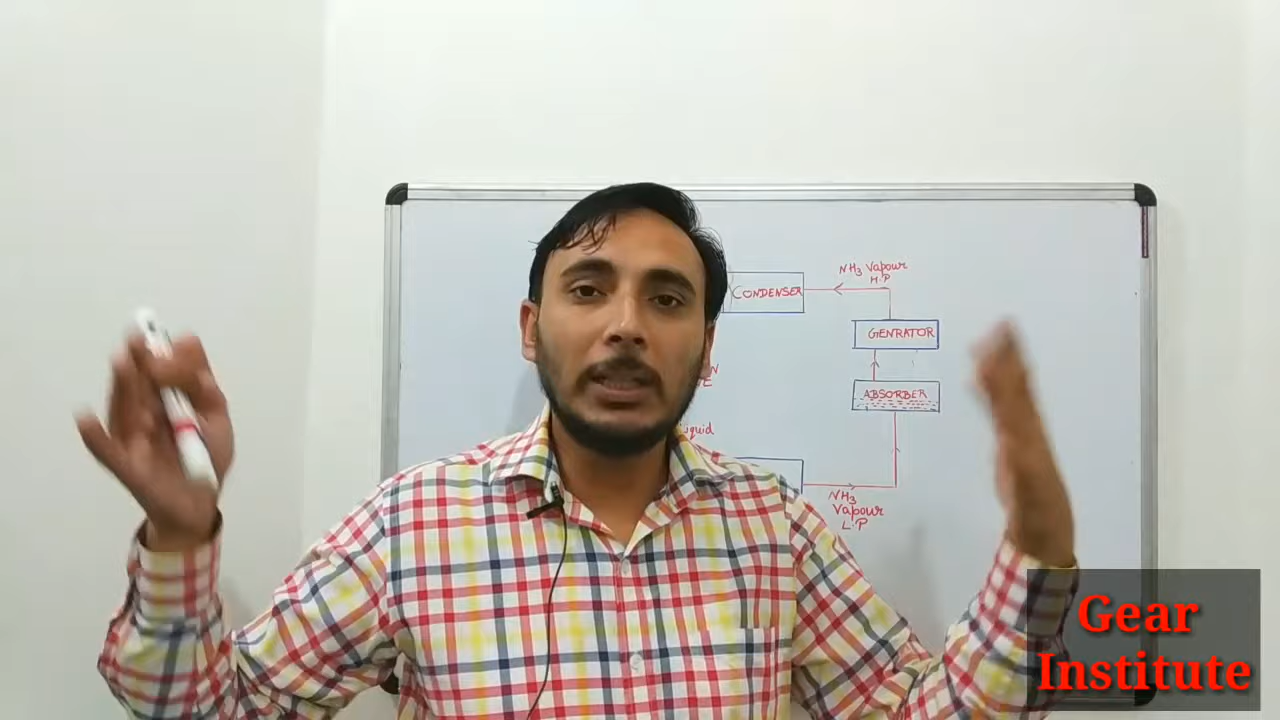 NH3 Vapour
H.P
CONDENSER
GENRATOR
ABSORBER
liquid
NH3
Vapour
L.P
Gear
Institute